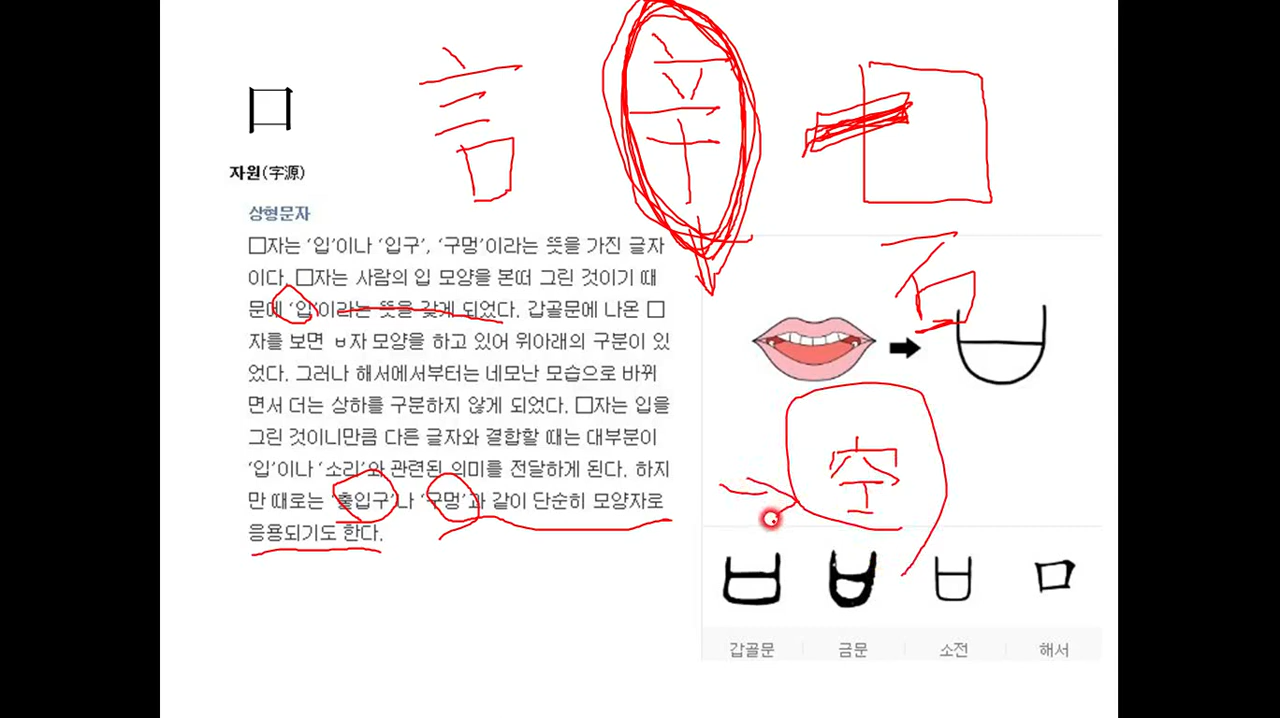 口
言 辛
자원(字源)
상형문자
口자는 ‘입’이나 ‘입구’, ‘구멍’이라는 뜻을 가진 글자
이다. 口자는 사람의 입 모양을 본떠 그린 것이기 때
문에 ‘입’이라는 뜻을 갖게 되었다. 갑골문에 나온 口
자를 보면 ㅂ자 모양을 하고 있어 위아래의 구분이 있
었다. 그러나 해서에서부터는 네모난 모습으로 바뀌
면서 더는 상하를 구분하지 않게 되었다. 口자는 입을
그린 것이니만큼 다른 글자와 결합할 때는 대부분이
‘입’이나 ‘소리’와 관련된 의미를 전달하게 된다. 하지
만 때로는 ‘출입구’나 ‘구멍’과 같이 단순히 모양자로
응용되기도 한다.
石
空
갑골문 금문 소전 해서